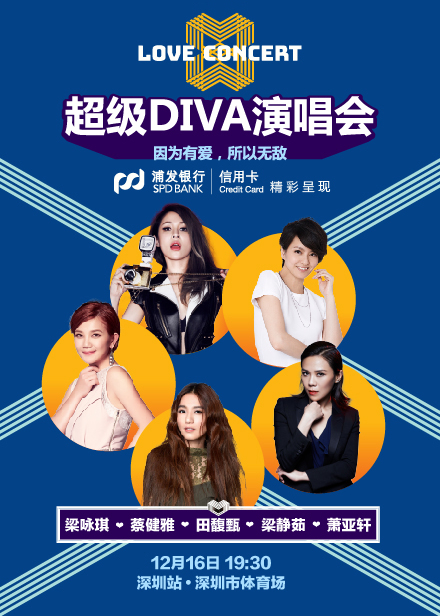 LOVE CONCERT
超级DIVA演唱会
因为有爱，所以无敌
浦发银行 信用卡 精彩呈现
SPD BANK Credit Card
梁咏琪 ❤ 蔡健雅 ❤ 田馥甄 ❤ 梁静茹 ❤ 萧亚轩
12月16日 19:30
深圳站·深圳市体育场